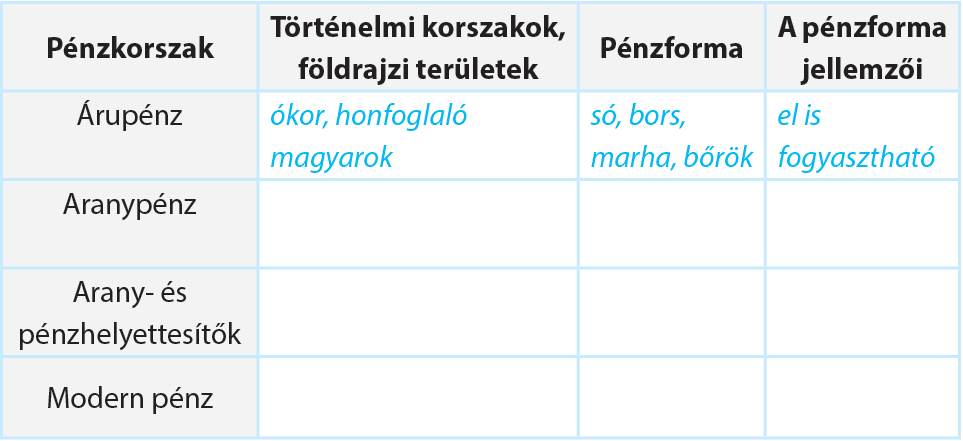 Pénzkorszak
Történelmi korszakok,
földrajzi területek
Pénzforma
A pénzforma
jellemzői
Árupénz
ókor, honfoglaló
magyarok
só, bors,
marha, bőrök
el is
fogyasztható
Aranypénz
Arany- és
pénzhelyettesítők
Modern pénz